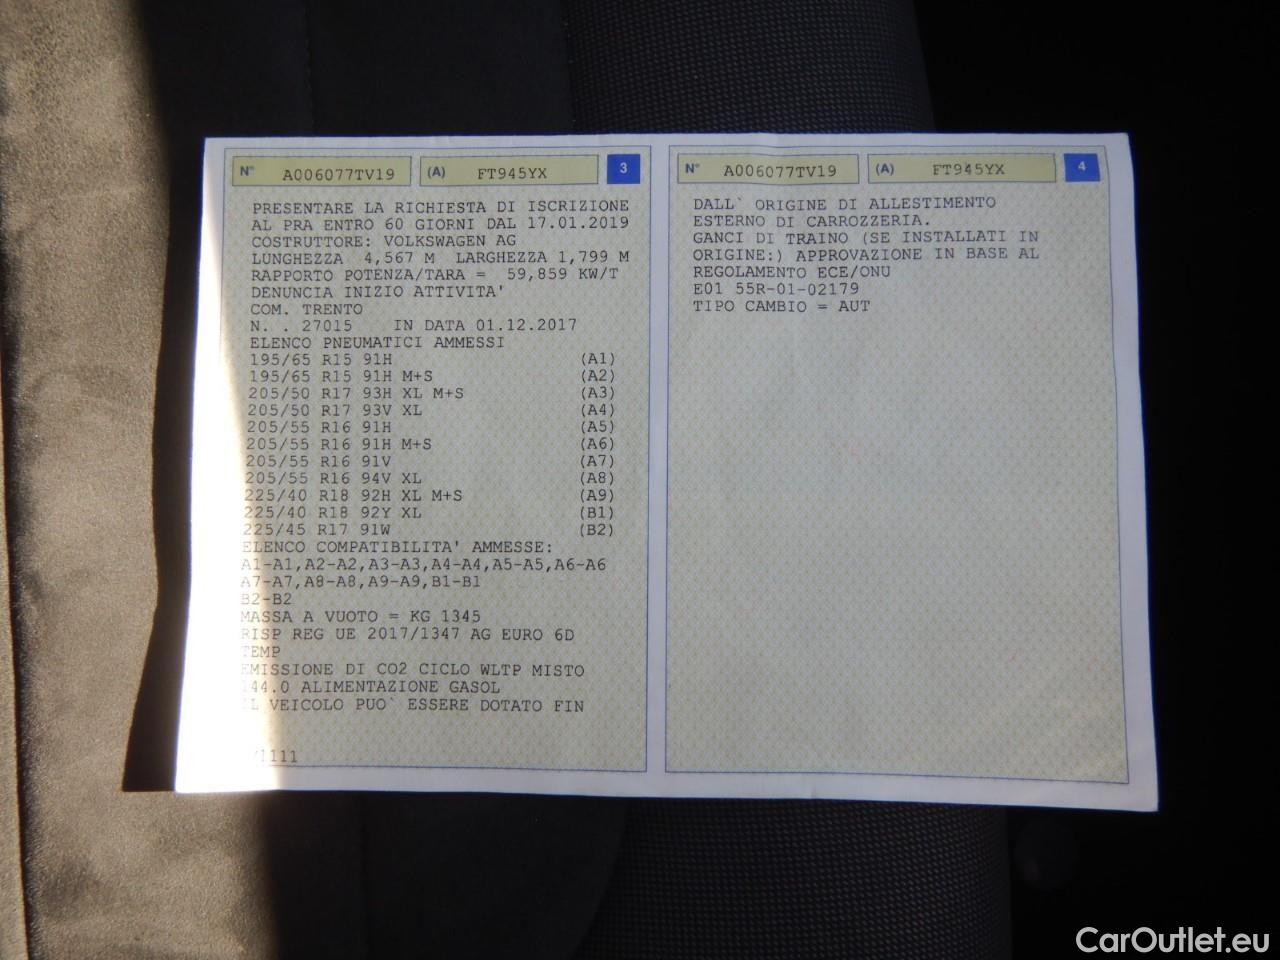 N° A006077TV19 (A) FT945YX 3
PRESENTARE LA RICHIESTA DI ISCRIZIONE
AL PRA ENTRO 60 GIORNI DAL 17.01.2019
COSTRUTTORE: VOLKSWAGEN AG
LUNGHEZZA 4,567 M LARGHEZZA 1,799 M
RAPPORTO POTENZA/TARA = 59,859 KW/T
DENUNCIA INIZIO ATTIVITA'
COM. TRENTO
N. . 27015 IN DATA 01.12.2017
ELENCO PNEUMATICI AMMESSI
195/65 R15 91H (A1)
195/65 R15 91H M+S (A2)
205/50 R17 93H XL M+S (A3)
205/50 R17 93V XL (A4)
205/55 R16 91H (A5)
205/55 R16 91H M+S (A6)
205/55 R16 91V (A7)
205/55 R16 94V XL (A8)
225/40 R18 92H XL M+S (A9)
225/40 R18 92Y XL (B1)
225/45 R17 91W (B2)
ELENCO COMPATIBILITA' AMMESSE:
A1-A1,A2-A2,A3-A3,A4-A4,A5-A5,A6-A6
A7-A7,A8-A8,A9-A9,B1-B1
B2-B2
MASSA A VUOTO = KG 1345
RISP REG UE 2017/1347 AG EURO 6D
TEMP
EMISSIONE DI CO2 CICLO WLTP MISTO
144.0 ALIMENTAZIONE GASOL
IL VEICOLO PUO` ESSERE DOTATO FIN
/1111
N° A006077TV19 (A) FT945YX 4
DALL` ORIGINE DI ALLESTIMENTO
ESTERNO DI CARROZZERIA.
GANCI DI TRAINO (SE INSTALLATI IN
ORIGINE:) APPROVAZIONE IN BASE AL
REGOLAMENTO ECE/ONU
E01 55R-01-02179
TIPO CAMBIO = AUT
CarOutlet.eu